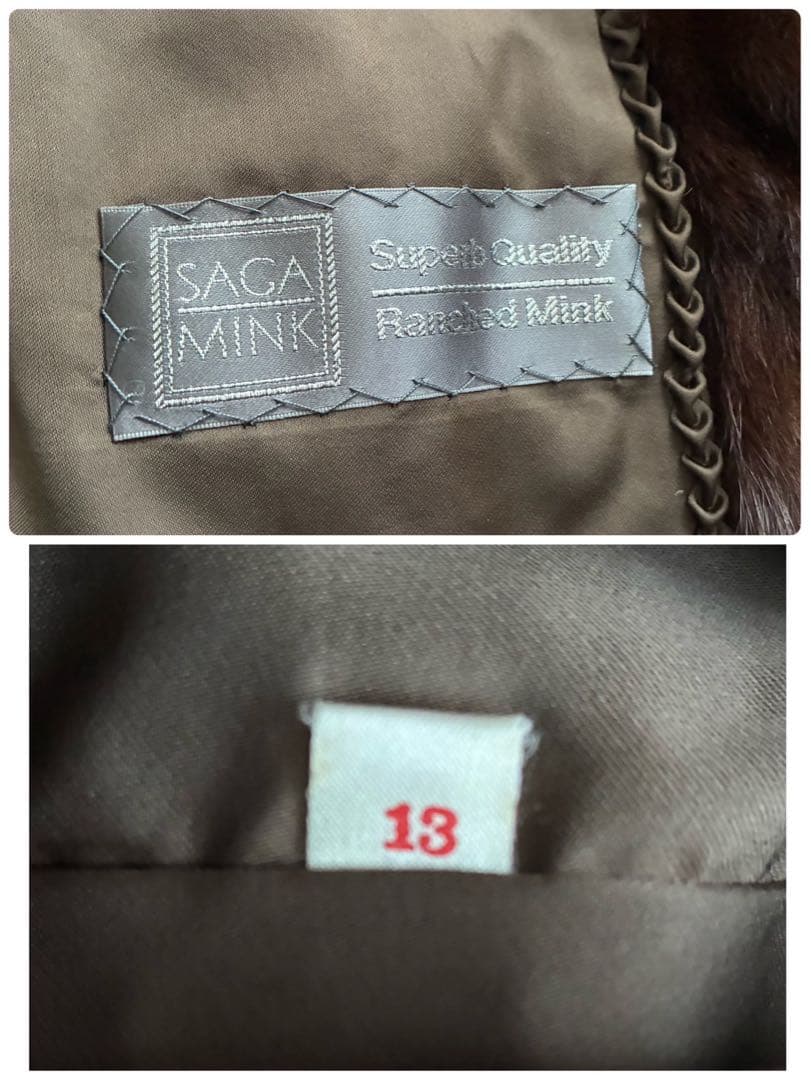 SAGA
MINK
Superb Quality
Ranched Mink
13